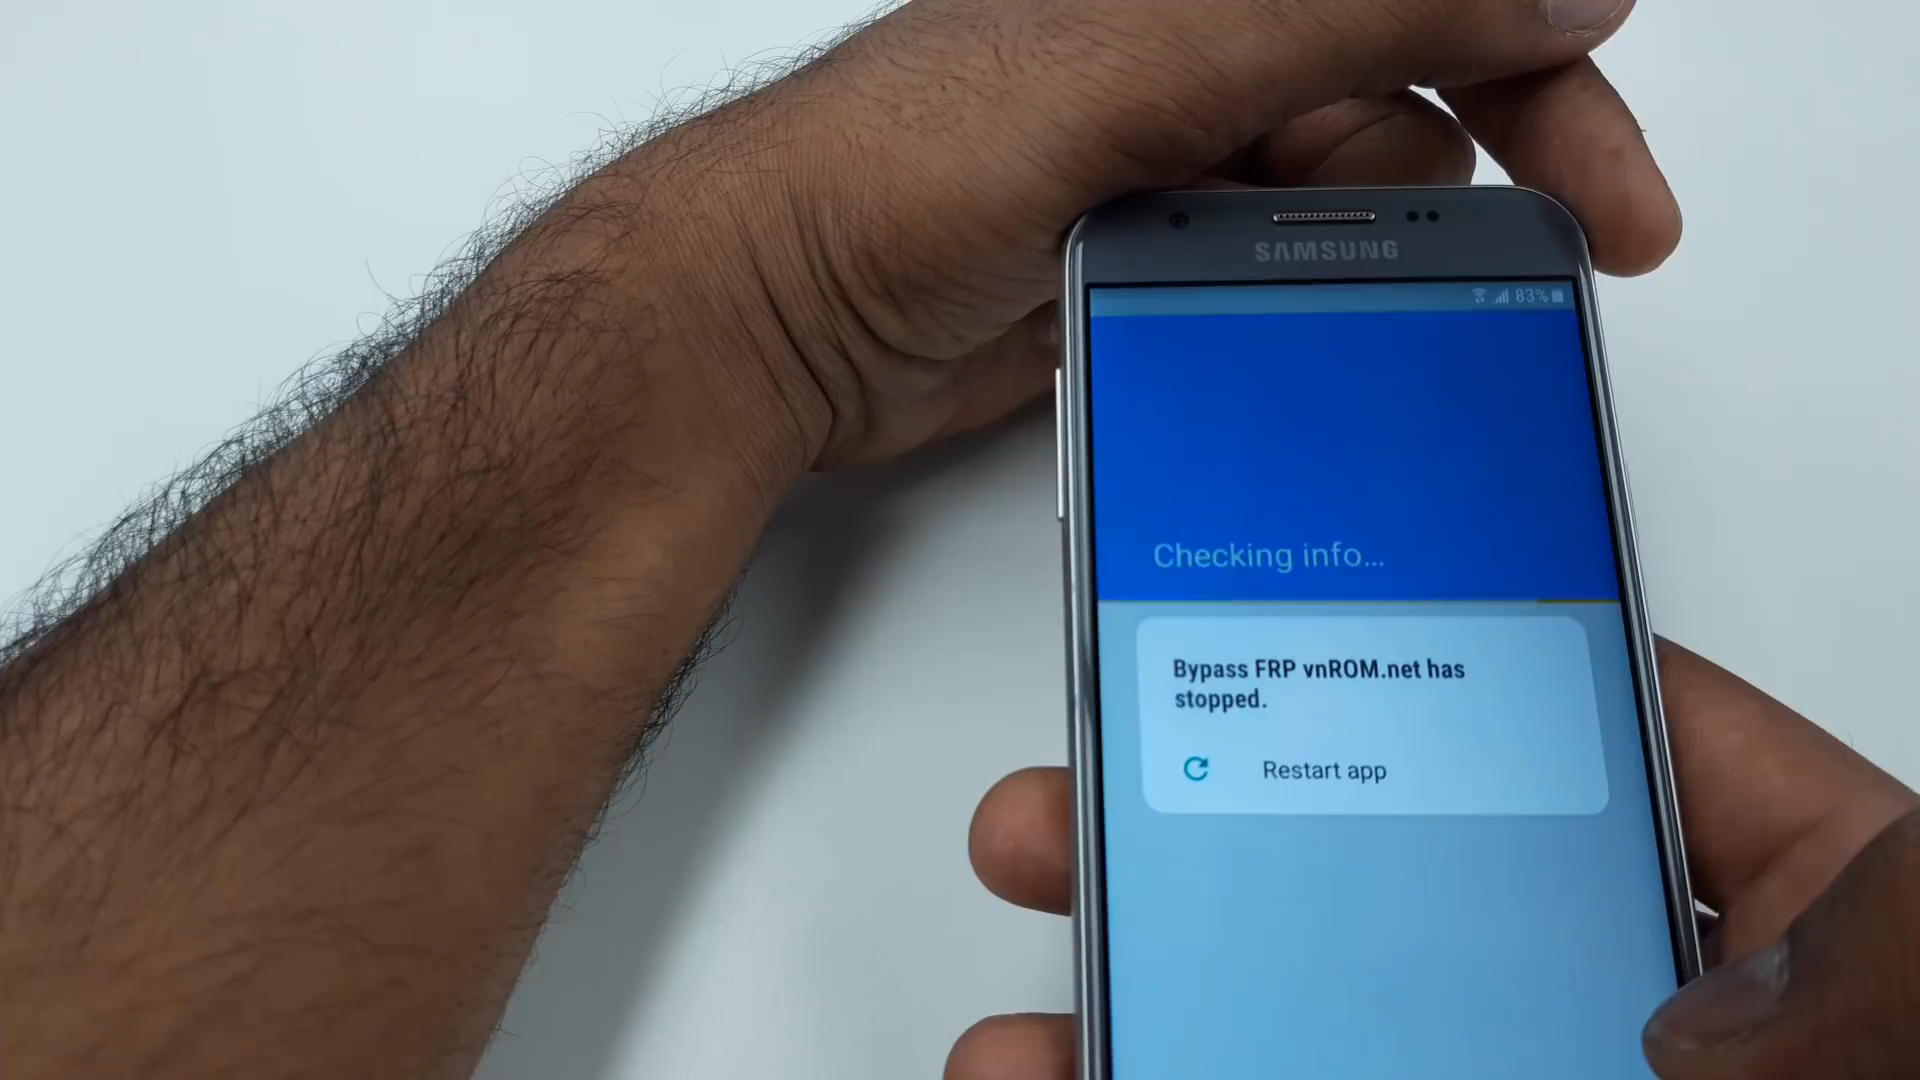 SAMSUNG
83%
Checking info...
Bypass FRP vnROM.net has
stopped.
Restart app